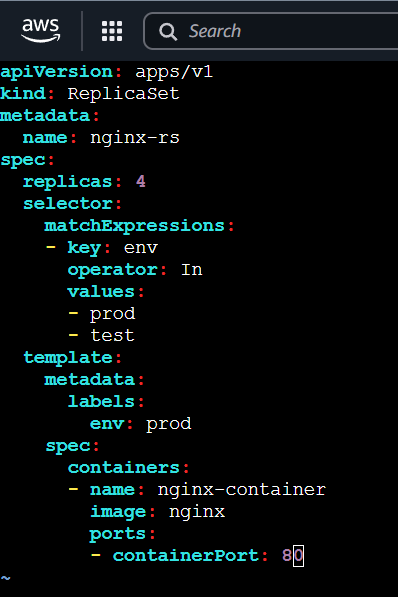 aws
Search
apiVersion: apps/v1
kind: ReplicaSet
metadata:
  name: nginx-rs
spec:
  replicas: 4
  selector:
    matchExpressions:
    - key: env
      operator: In
      values:
      - prod
      - test
  template:
    metadata:
      labels:
        env: prod
    spec:
      containers:
      - name: nginx-container
        image: nginx
        ports:
        - containerPort: 80
~